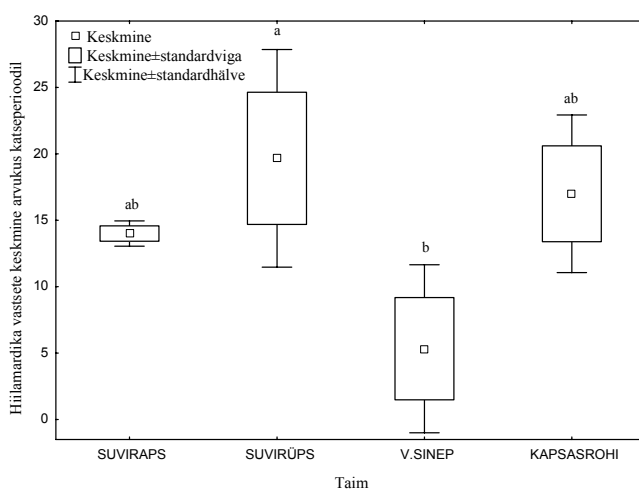 30
25
20
15
10
5
0
Hiilamardika vastsete keskmine arvukus katseperioodil
Keskmine
Keskmine±standardviga
Keskmine±standardhälve
ab
a
b
ab
SUVIRAPS
SUVIRÜPS
V.SINEP
KAPSASROHI
Taim